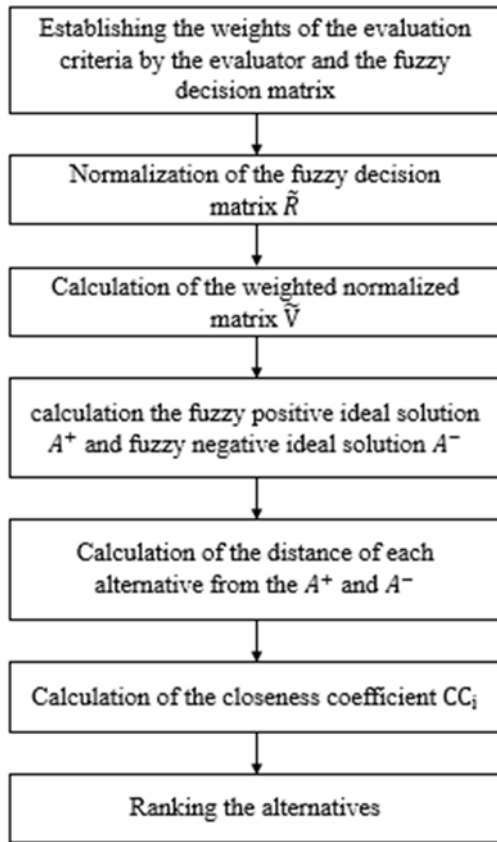 Establishing the weights of the evaluation
criteria by the evaluator and the fuzzy
decision matrix
Normalization of the fuzzy decision
matrix R̃
Calculation of the weighted normalized
matrix Ṽ
calculation the fuzzy positive ideal solution
A⁺ and fuzzy negative ideal solution A⁻
Calculation of the distance of each
alternative from the A⁺ and A⁻
Calculation of the closeness coefficient CCᵢ
Ranking the alternatives